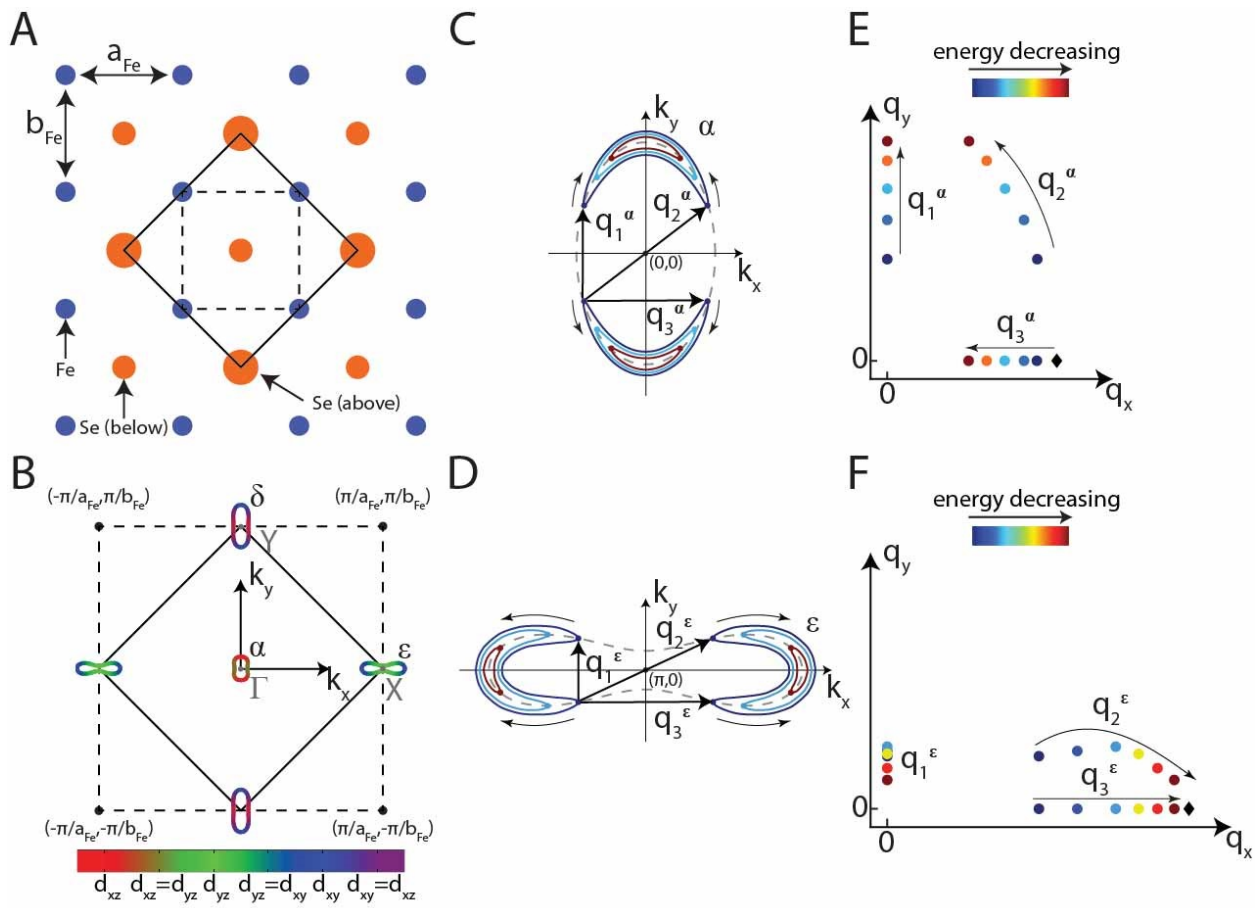 A
a_Fe
b_Fe
Fe
Se (below)
Se (above)
B
(-π/a_Fe,π/b_Fe)
δ
(π/a_Fe,π/b_Fe)
Y
k_y
α
ε
Γ
k_x
X
(-π/a_Fe,-π/b_Fe)
(π/a_Fe,-π/b_Fe)
d_xz d_xz=d_yz d_yz d_yz=d_xy d_xy d_xy=d_xz
C
k_y
α
q_1^α
q_2^α
(0,0)
k_x
q_3^α
D
k_y
ε
q_2^ε
q_1^ε
(π,0)
k_x
q_3^ε
E
energy decreasing
q_y
q_1^α
q_2^α
q_3^α
0
0
q_x
F
energy decreasing
q_y
q_2^ε
q_1^ε
q_3^ε
0
0
q_x